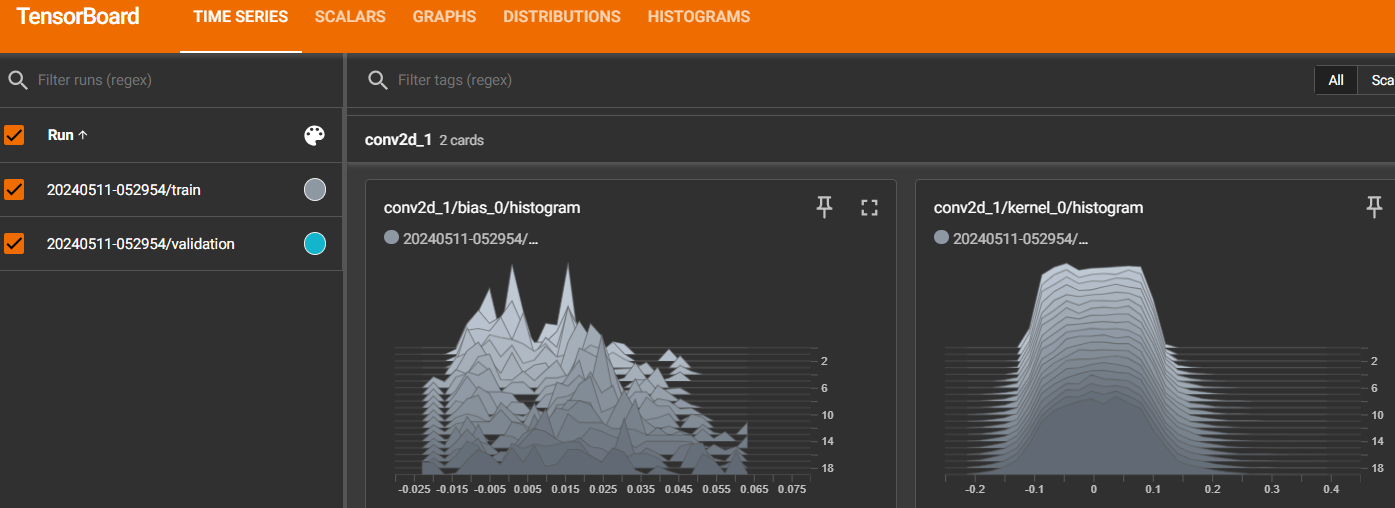 TensorBoard TIME SERIES SCALARS GRAPHS DISTRIBUTIONS HISTOGRAMS
Filter runs (regex)
Filter tags (regex)
All Sca
Run
conv2d_1 2 cards
20240511-052954/train
20240511-052954/validation
conv2d_1/bias_0/histogram
20240511-052954/...
2
6
10
14
18
-0.025 -0.015 -0.005 0.005 0.015 0.025 0.035 0.045 0.055 0.065 0.075
conv2d_1/kernel_0/histogram
20240511-052954/...
2
6
10
14
18
-0.2 -0.1 0 0.1 0.2 0.3 0.4